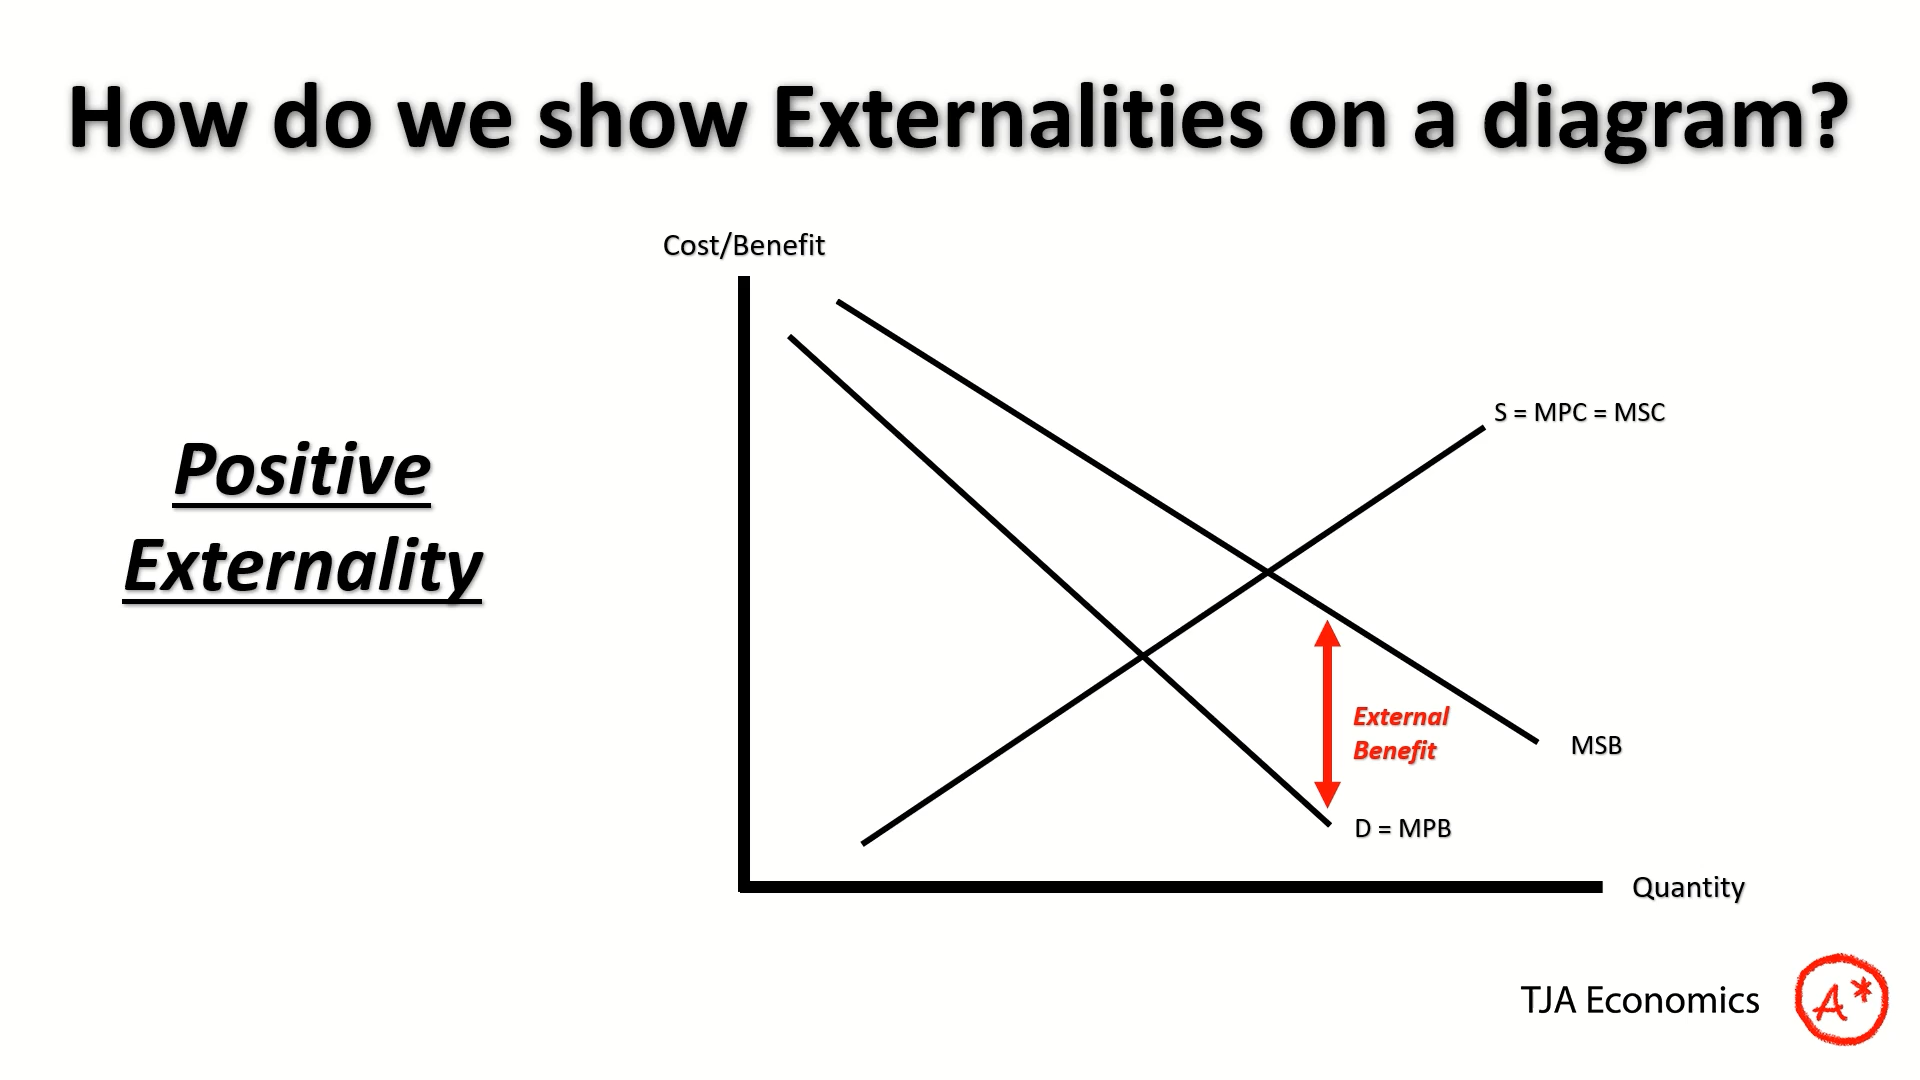 How do we show Externalities on a diagram?
Cost/Benefit
Positive
Externality
S = MPC = MSC
External
Benefit
MSB
D = MPB
Quantity
TJA Economics
A*